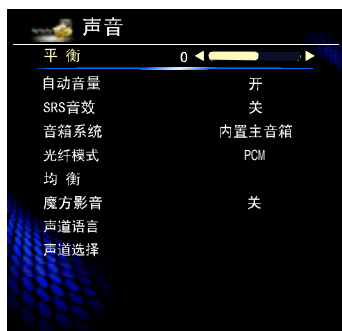 声音
平 衡 0
自动音量 开
SRS音效 关
音箱系统 内置主音箱
光纤模式 PCM
均 衡
魔方影音 关
声道语言
声道选择